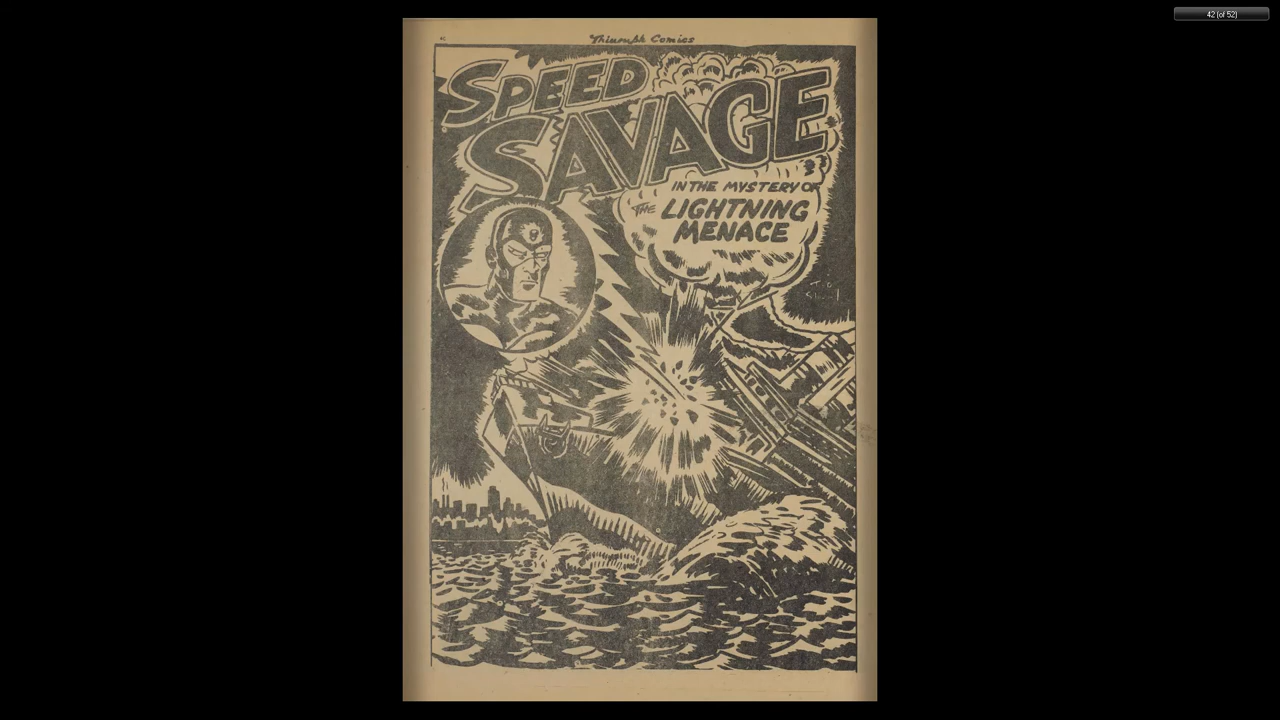 42 (of 52)
Triumph Comics
SPEED
SAVAGE
IN THE MYSTERY OF
THE LIGHTNING
MENACE